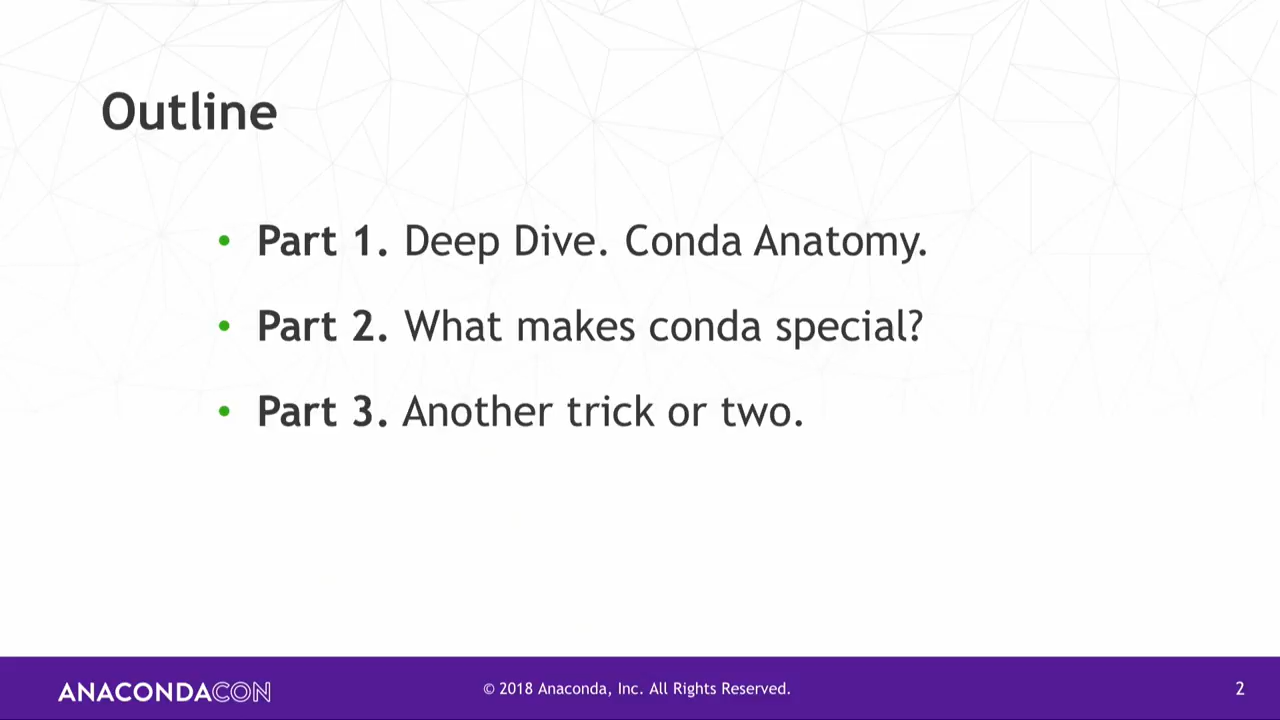 Outline
• Part 1. Deep Dive. Conda Anatomy.
• Part 2. What makes conda special?
• Part 3. Another trick or two.
ANACONDACON
© 2018 Anaconda, Inc. All Rights Reserved.
2